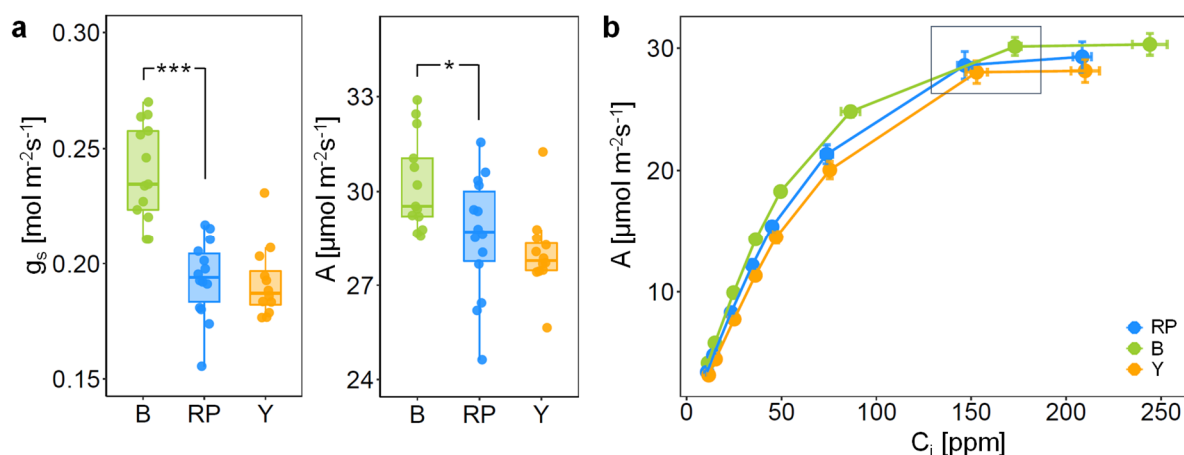 a
gs [mol m-2s-1]
0.30
0.25
0.20
0.15
***
B RP Y
A [μmol m-2s-1]
33
30
27
24
*
B RP Y
b
A [μmol m-2s-1]
30
20
10
RP
B
Y
0 50 100 150 200 250
Ci [ppm]